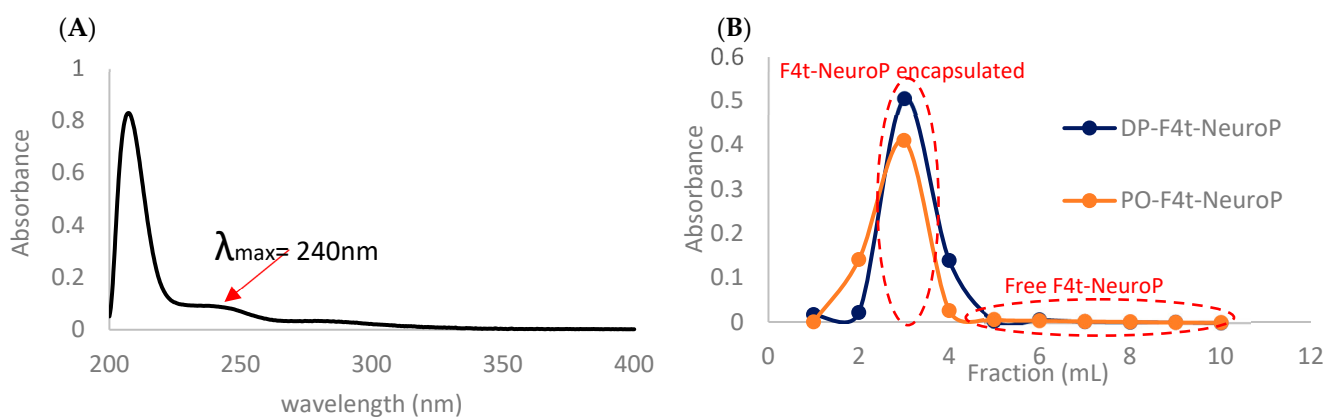 (A)
1
0.8
0.6
0.4
0.2
0
Absorbance
λmax= 240nm
200
250
300
350
400
wavelength (nm)
(B)
0.6
0.5
0.4
0.3
0.2
0.1
0
Absorbance
F4t-NeuroP encapsulated
DP-F4t-NeuroP
PO-F4t-NeuroP
Free F4t-NeuroP
0
2
4
6
8
10
12
Fraction (mL)